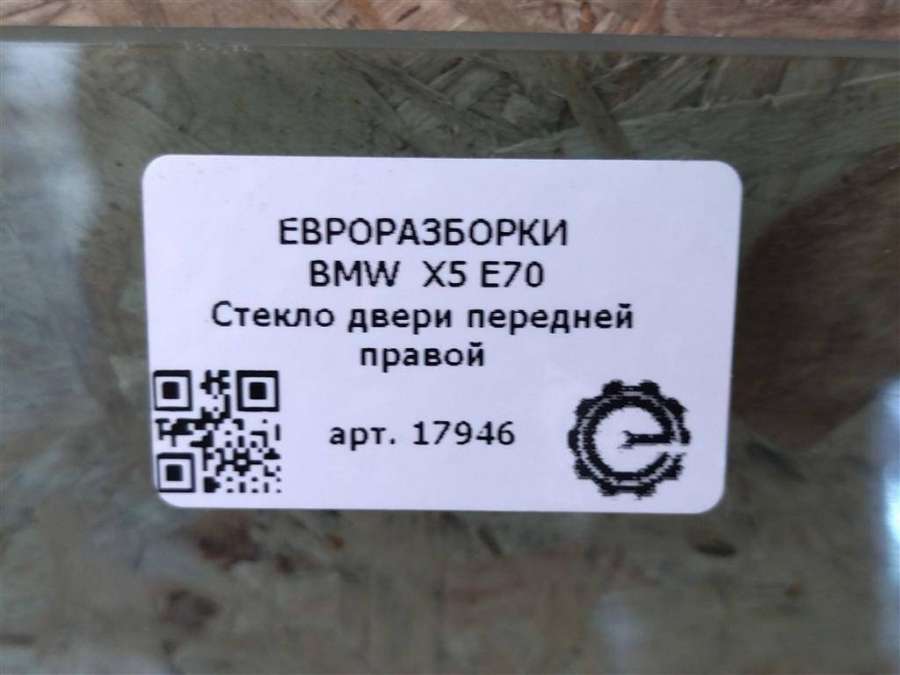 ЕВРОРАЗБОРКИ
BMW X5 E70
Стекло двери передней
правой
арт. 17946